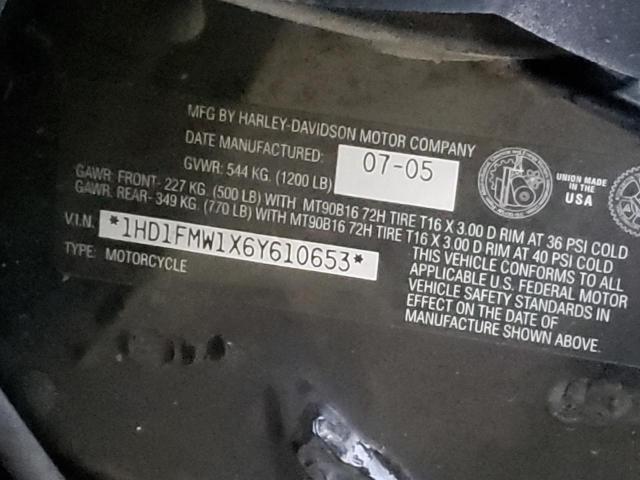 MFG BY HARLEY-DAVIDSON MOTOR COMPANY
DATE MANUFACTURED: 07-05
GVWR: 544 KG. (1200 LB)
GAWR: FRONT- 227 KG. (500 LB) WITH MT90B16 72H TIRE T16 X 3.00 D RIM AT 36 PSI COLD
GAWR: REAR- 349 KG. (770 LB) WITH MT90B16 72H TIRE T16 X 3.00 D RIM AT 40 PSI COLD
V.I.N. *1HD1FMW1X6Y610653*
TYPE: MOTORCYCLE
THIS VEHICLE CONFORMS TO ALL
APPLICABLE U.S. FEDERAL MOTOR
VEHICLE SAFETY STANDARDS IN
EFFECT ON THE DATE OF
MANUFACTURE SHOWN ABOVE.
UNION MADE
IN THE
USA